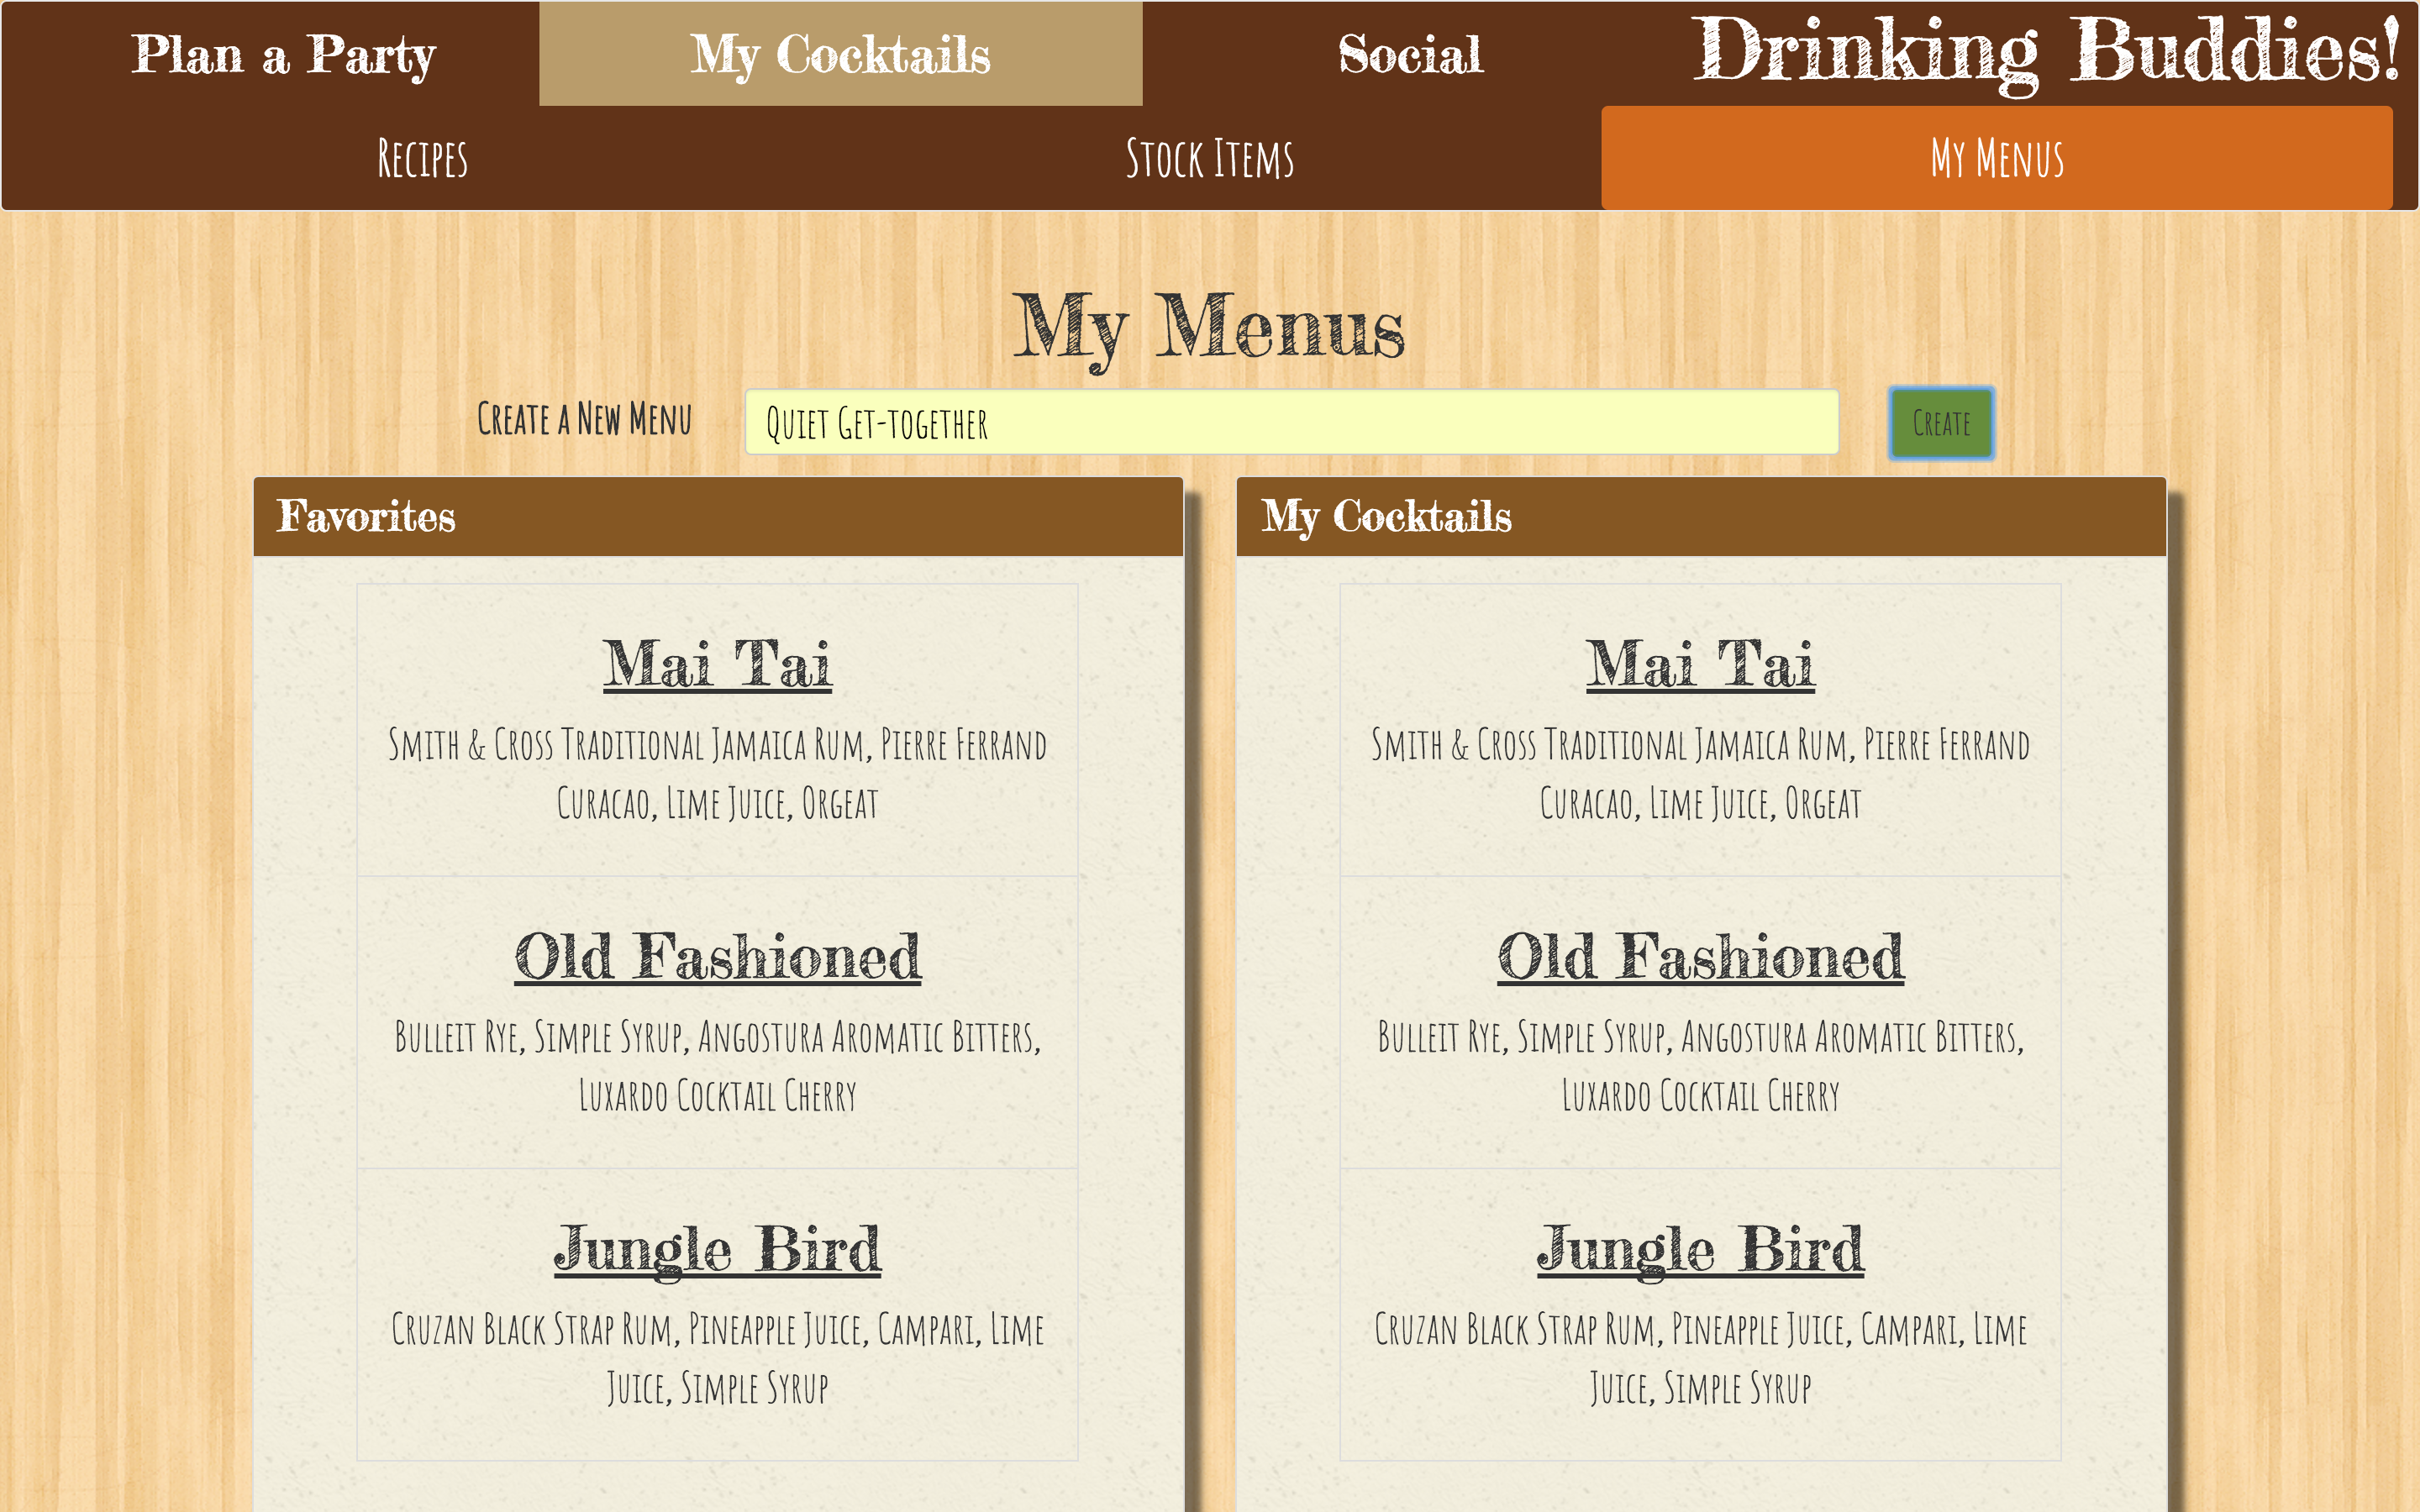 Plan a Party
My Cocktails
Social
Drinking Buddies!
Recipes
Stock Items
My Menus
My Menus
Create a New Menu
Quiet Get-together
Create
Favorites
Mai Tai
Smith & Cross Traditional Jamaica Rum, Pierre Ferrand
Curacao, Lime Juice, Orgeat
Old Fashioned
Bulleit Rye, Simple Syrup, Angostura Aromatic Bitters,
Luxardo Cocktail Cherry
Jungle Bird
Cruzan Black Strap Rum, Pineapple Juice, Campari, Lime
Juice, Simple Syrup
My Cocktails
Mai Tai
Smith & Cross Traditional Jamaica Rum, Pierre Ferrand
Curacao, Lime Juice, Orgeat
Old Fashioned
Bulleit Rye, Simple Syrup, Angostura Aromatic Bitters,
Luxardo Cocktail Cherry
Jungle Bird
Cruzan Black Strap Rum, Pineapple Juice, Campari, Lime
Juice, Simple Syrup